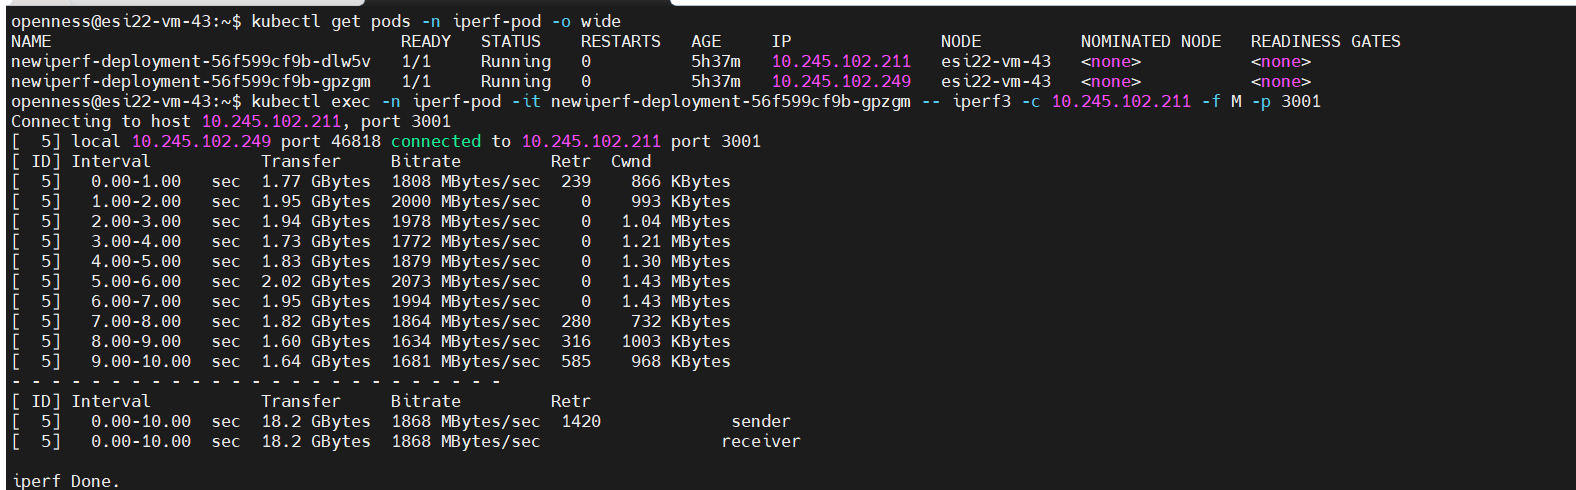 openness@esi22-vm-43:~$ kubectl get pods -n iperf-pod -o wide
NAME READY STATUS RESTARTS AGE IP NODE NOMINATED NODE READINESS GATES
newiperf-deployment-56f599cf9b-dlw5v 1/1 Running 0 5h37m 10.245.102.211 esi22-vm-43 <none> <none>
newiperf-deployment-56f599cf9b-gpzgm 1/1 Running 0 5h37m 10.245.102.249 esi22-vm-43 <none> <none>
openness@esi22-vm-43:~$ kubectl exec -n iperf-pod -it newiperf-deployment-56f599cf9b-gpzgm -- iperf3 -c 10.245.102.211 -f M -p 3001
Connecting to host 10.245.102.211, port 3001
[  5] local 10.245.102.249 port 46818 connected to 10.245.102.211 port 3001
[ ID] Interval Transfer Bitrate Retr Cwnd
[  5] 0.00-1.00 sec 1.77 GBytes 1808 MBytes/sec 239 866 KBytes
[  5] 1.00-2.00 sec 1.95 GBytes 2000 MBytes/sec 0 993 KBytes
[  5] 2.00-3.00 sec 1.94 GBytes 1978 MBytes/sec 0 1.04 MBytes
[  5] 3.00-4.00 sec 1.73 GBytes 1772 MBytes/sec 0 1.21 MBytes
[  5] 4.00-5.00 sec 1.83 GBytes 1879 MBytes/sec 0 1.30 MBytes
[  5] 5.00-6.00 sec 2.02 GBytes 2073 MBytes/sec 0 1.43 MBytes
[  5] 6.00-7.00 sec 1.95 GBytes 1994 MBytes/sec 0 1.43 MBytes
[  5] 7.00-8.00 sec 1.82 GBytes 1864 MBytes/sec 280 732 KBytes
[  5] 8.00-9.00 sec 1.60 GBytes 1634 MBytes/sec 316 1003 KBytes
[  5] 9.00-10.00 sec 1.64 GBytes 1681 MBytes/sec 585 968 KBytes
- - - - - - - - - - - - - - - - - - - - - - - - -
[ ID] Interval Transfer Bitrate Retr
[  5] 0.00-10.00 sec 18.2 GBytes 1868 MBytes/sec 1420 sender
[  5] 0.00-10.00 sec 18.2 GBytes 1868 MBytes/sec receiver
iperf Done.